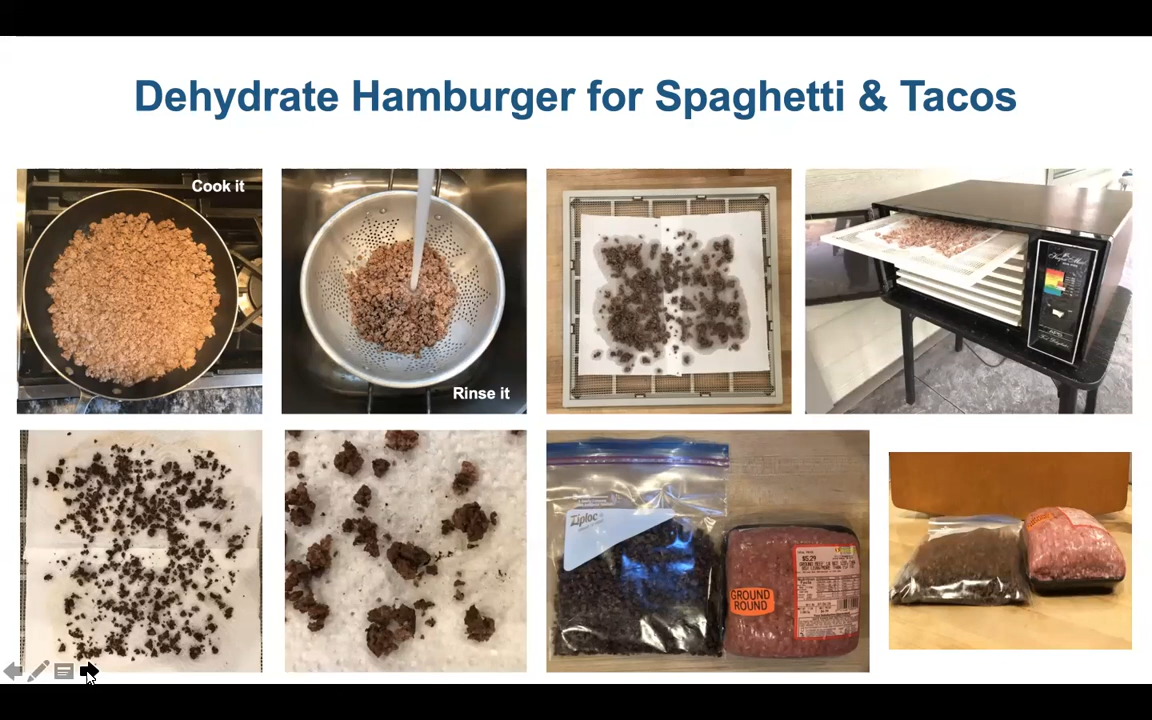 Dehydrate Hamburger for Spaghetti & Tacos
Cook it
Rinse it
Ziploc
GROUND
ROUND